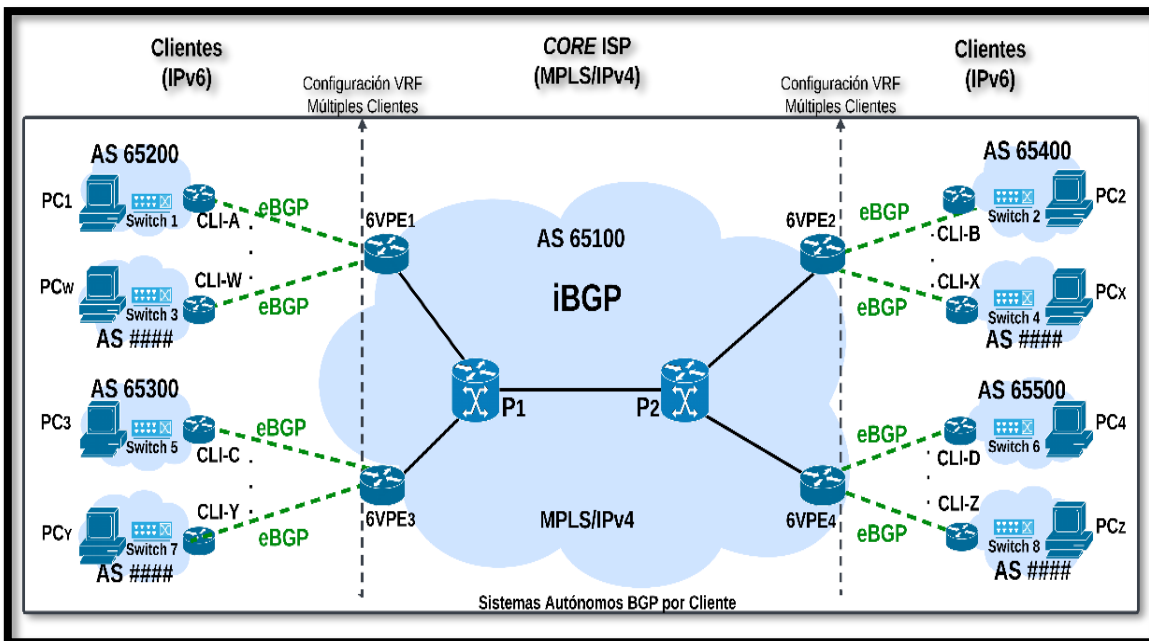 Clientes
(IPv6)
CORE ISP
(MPLS/IPv4)
Clientes
(IPv6)
Configuración VRF
Múltiples Clientes
Configuración VRF
Múltiples Clientes
AS 65200
PC1
Switch 1
CLI-A
eBGP
PCW
Switch 3
CLI-W
eBGP
AS ####
6VPE1
AS 65300
PC3
Switch 5
CLI-C
eBGP
PCY
Switch 7
CLI-Y
eBGP
AS ####
6VPE3
AS 65100
iBGP
P1
P2
MPLS/IPv4
6VPE2
AS 65400
eBGP
CLI-B
Switch 2
PC2
eBGP
CLI-X
Switch 4
PCX
AS ####
6VPE4
AS 65500
eBGP
CLI-D
Switch 6
PC4
eBGP
CLI-Z
Switch 8
PCZ
AS ####
Sistemas Autónomos BGP por Cliente